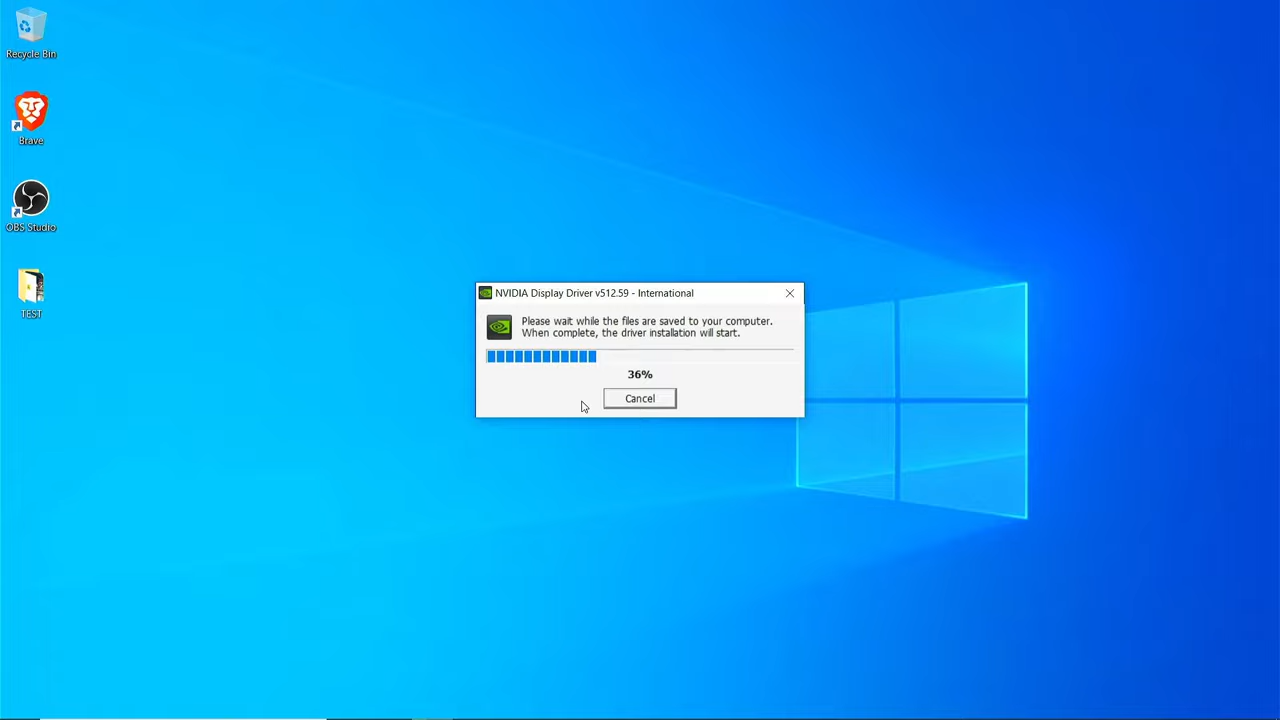 Recycle Bin
Brave
OBS Studio
TEST
NVIDIA Display Driver v512.59 - International
Please wait while the files are saved to your computer.
When complete, the driver installation will start.
36%
Cancel